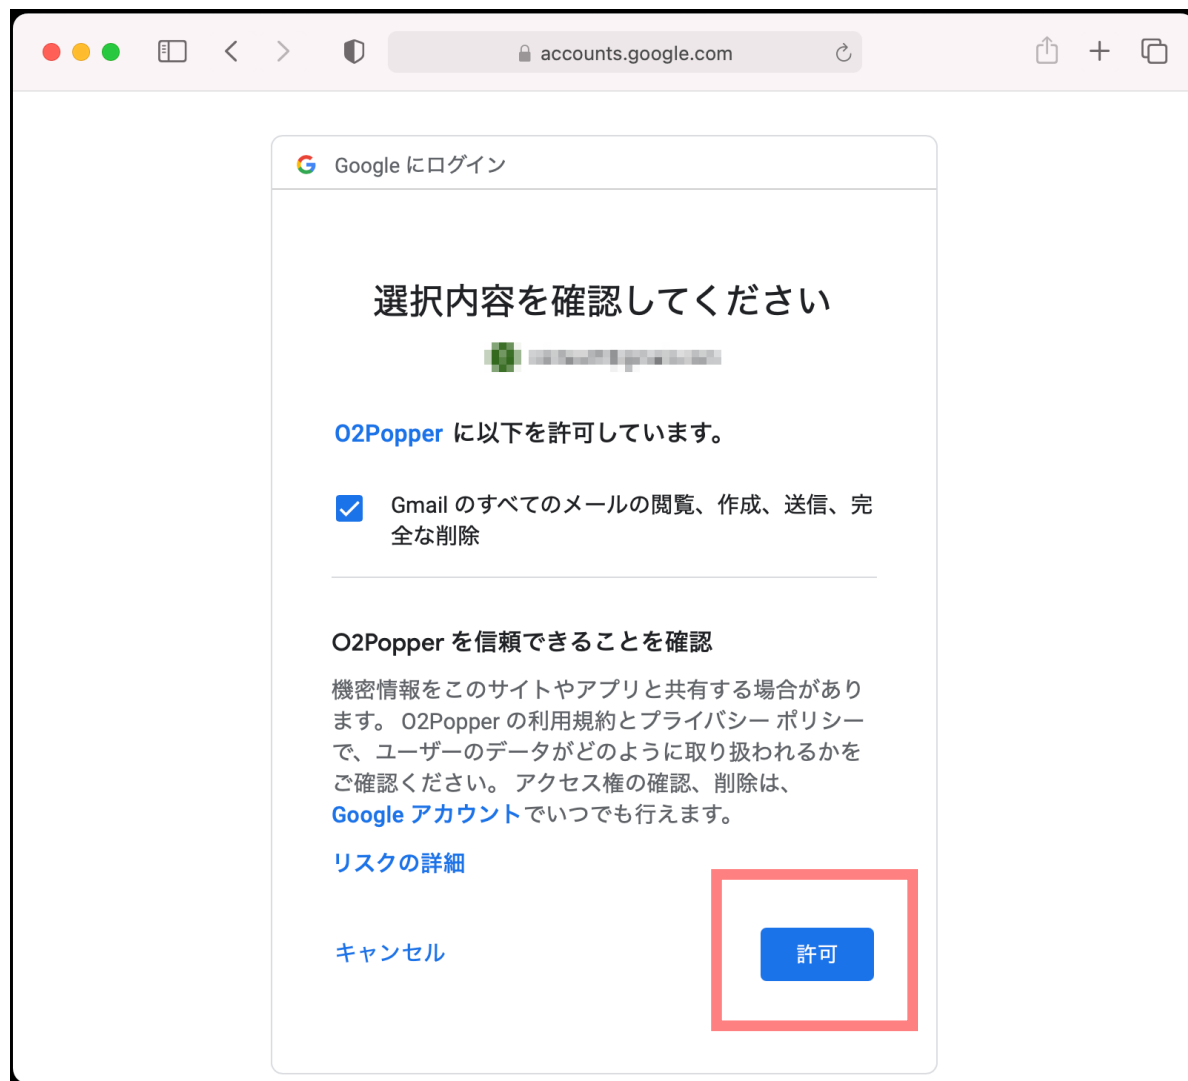 accounts.google.com
Google にログイン
選択内容を確認してください
O2Popper に以下を許可しています。
Gmail のすべてのメールの閲覧、作成、送信、完
全な削除
O2Popper を信頼できることを確認
機密情報をこのサイトやアプリと共有する場合があり
ます。 O2Popper の利用規約とプライバシー ポリシー
で、ユーザーのデータがどのように取り扱われるかを
ご確認ください。 アクセス権の確認、削除は、
Google アカウントでいつでも行えます。
リスクの詳細
キャンセル
許可